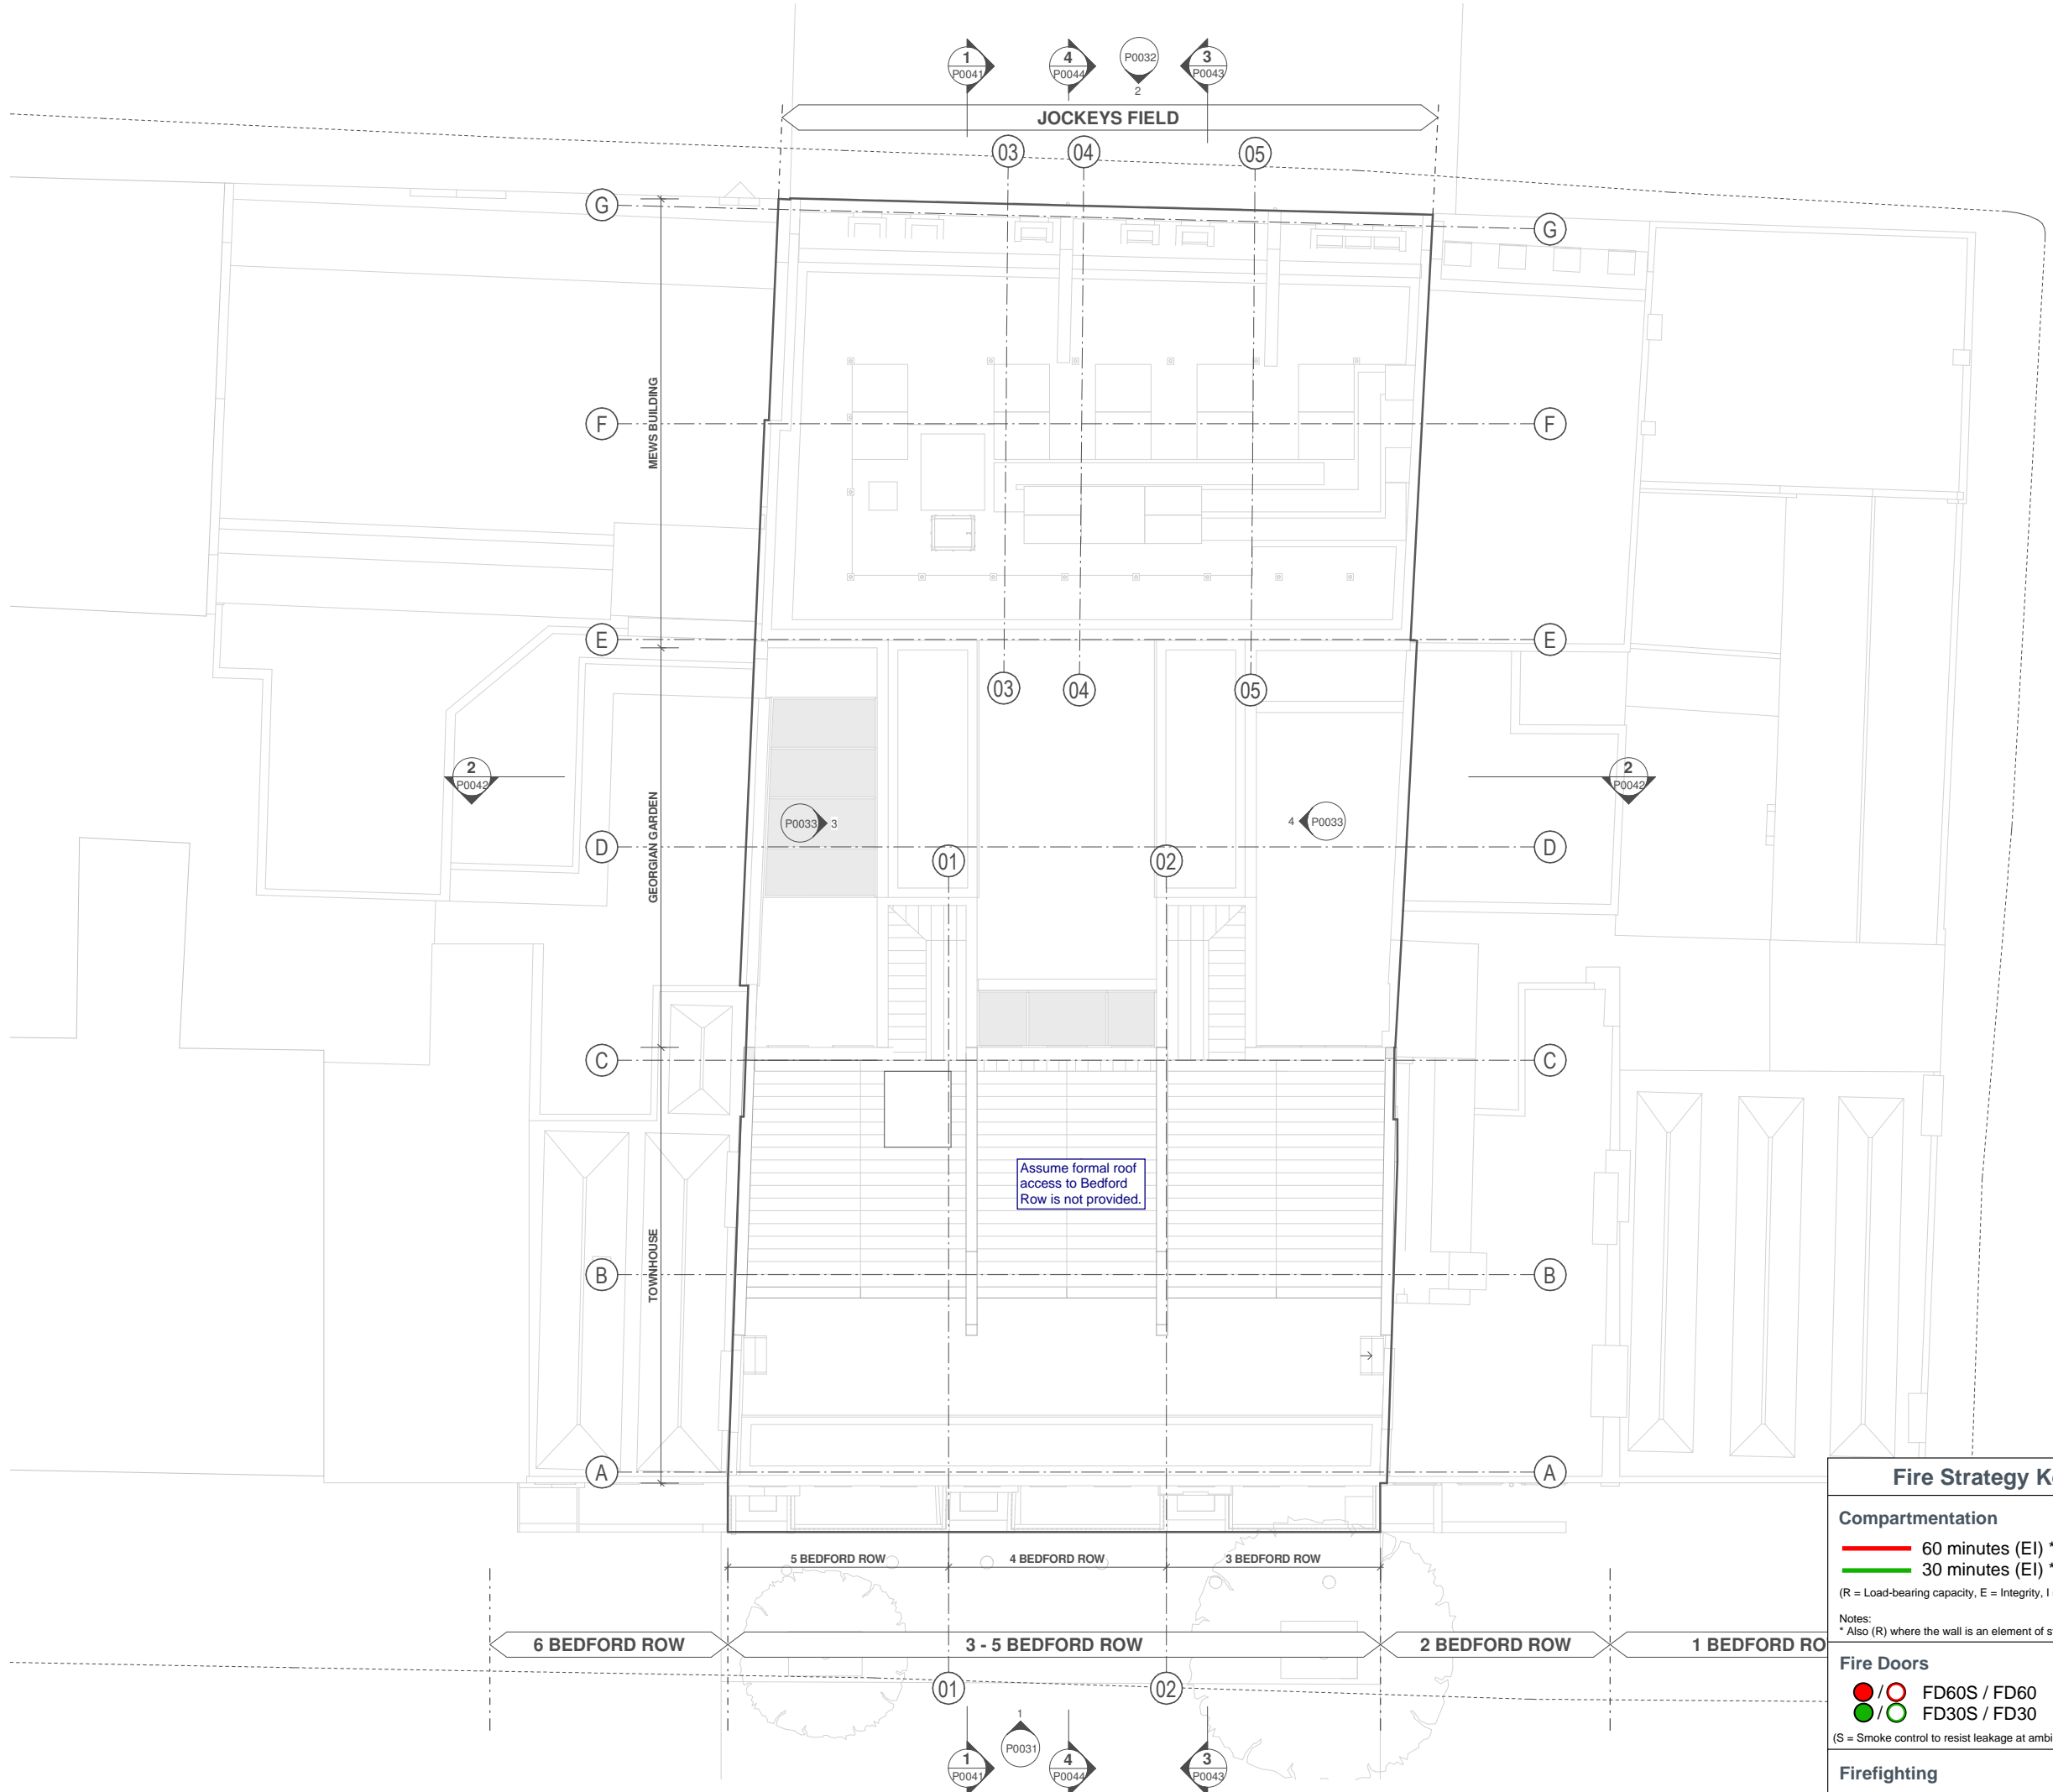 1
P0041
4
P0044
P0032
2
3
P0043
JOCKEYS FIELD
03
04
05
G
G
MEWS BUILDING
F
F
E
E
03
04
05
2
P0042
2
P0042
GEORGIAN GARDEN
P0033
3
4
P0033
D
D
01
02
C
C
Assume formal roof
access to Bedford
Row is not provided.
TOWNHOUSE
B
B
A
A
5 BEDFORD ROW
4 BEDFORD ROW
3 BEDFORD ROW
6 BEDFORD ROW
3 - 5 BEDFORD ROW
2 BEDFORD ROW
1 BEDFORD RO
01
02
1
P0031
1
P0041
4
P0044
3
P0043
Fire Strategy K
Compartmentation
60 minutes (EI) *
30 minutes (EI) *
(R = Load-bearing capacity, E = Integrity, I
Notes:
* Also (R) where the wall is an element of s
Fire Doors
/ FD60S / FD60
/ FD30S / FD30
(S = Smoke control to resist leakage at ambi
Firefighting